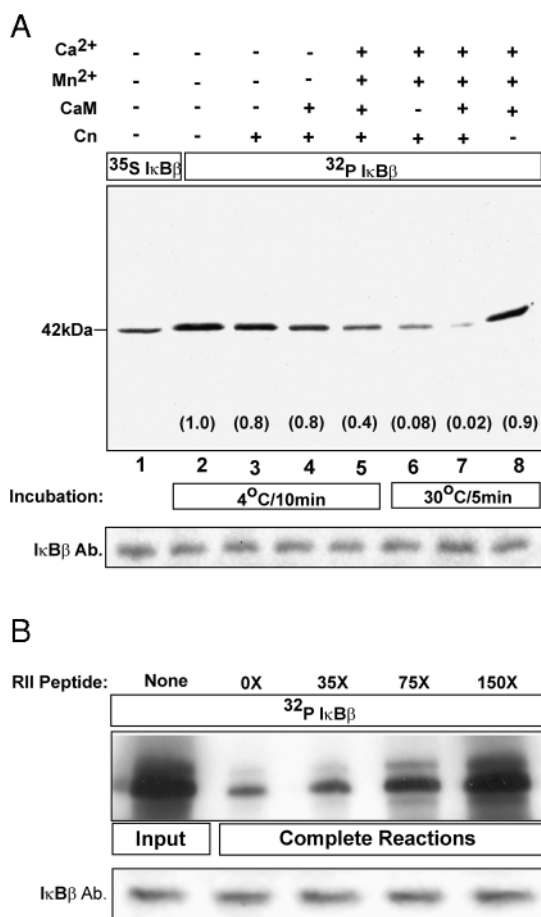 A
Ca2+ - - - - + + + +
Mn2+ - - - - + + + +
CaM - - - + + - + +
Cn - - + + + + + -
35S IκBβ 32P IκBβ
42kDa
(1.0) (0.8) (0.8) (0.4) (0.08) (0.02) (0.9)
1 2 3 4 5 6 7 8
Incubation: 4°C/10min 30°C/5min
IκBβ Ab.
B
RII Peptide: None 0X 35X 75X 150X
32P IκBβ
Input Complete Reactions
IκBβ Ab.